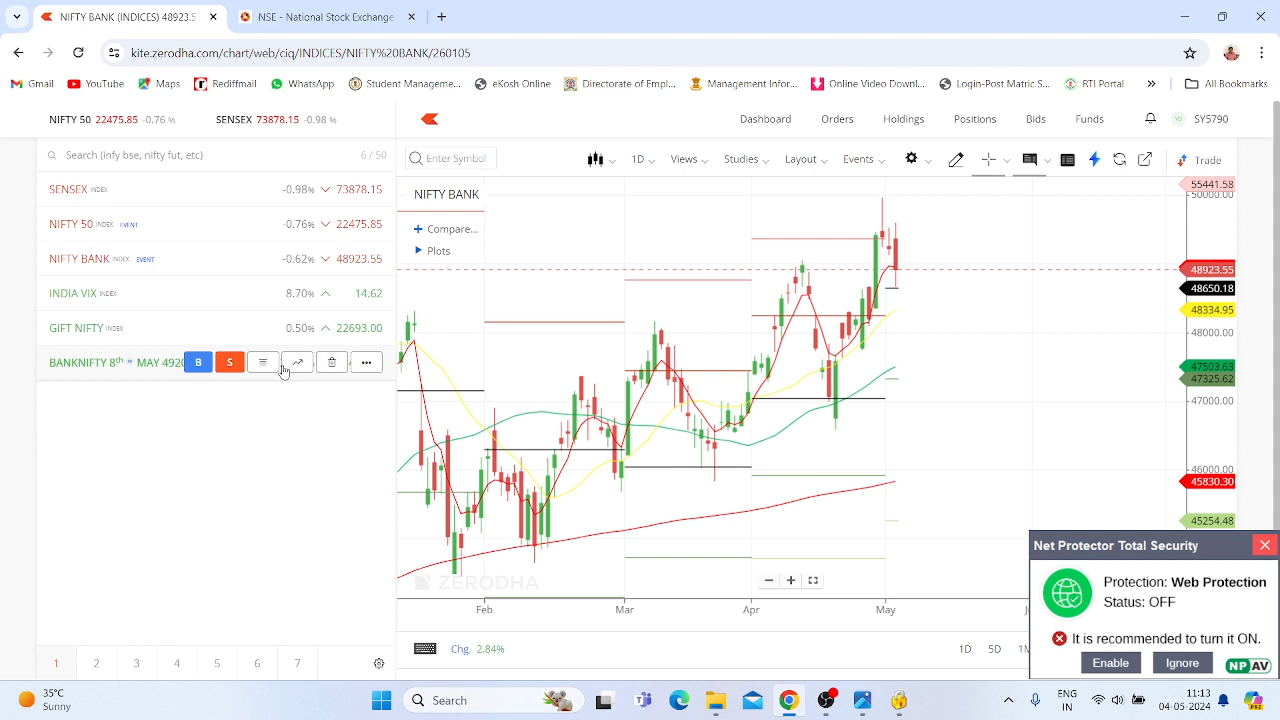 NIFTY BANK (INDICES) 48923.5
NSE - National Stock Exchange
kite.zerodha.com/chart/web/ciq/INDICES/NIFTY%20BANK/260105
Gmail YouTube Maps Rediffmail WhatsApp Student Manageme... eKosh Online Directorate of Empl... Management Infor... Online Video Down... Login-Post Matric S... RTI Portal All Bookmarks
NIFTY 50 22475.85 -0.76 % SENSEX 73878.15 -0.98 %
Dashboard Orders Holdings Positions Bids Funds SY5790
Search (infy bse, nifty fut, etc) 6 / 50
Enter Symbol 1D Views Studies Layout Events Trade
SENSEX INDEX -0.98% 73878.15
NIFTY 50 INDEX EVENT -0.76% 22475.85
NIFTY BANK INDEX EVENT -0.62% 48923.55
INDIA VIX INDEX 8.70% 14.62
GIFT NIFTY INDEX 0.50% 22693.00
BANKNIFTY 8th w MAY 4920 B S
1 2 3 4 5 6 7
NIFTY BANK
Compare...
Plots
55441.58
50000.00
48923.55
48650.18
48334.95
48000.00
47503.63
47325.62
47000.00
46000.00
45830.30
45254.48
ZERODHA
Feb Mar Apr May
Chg. 2.84% 1D 5D
Net Protector Total Security
Protection: Web Protection
Status: OFF
It is recommended to turn it ON.
Enable Ignore NPAV
35°C
Sunny
Search
ENG
IN
11:13
04-05-2024